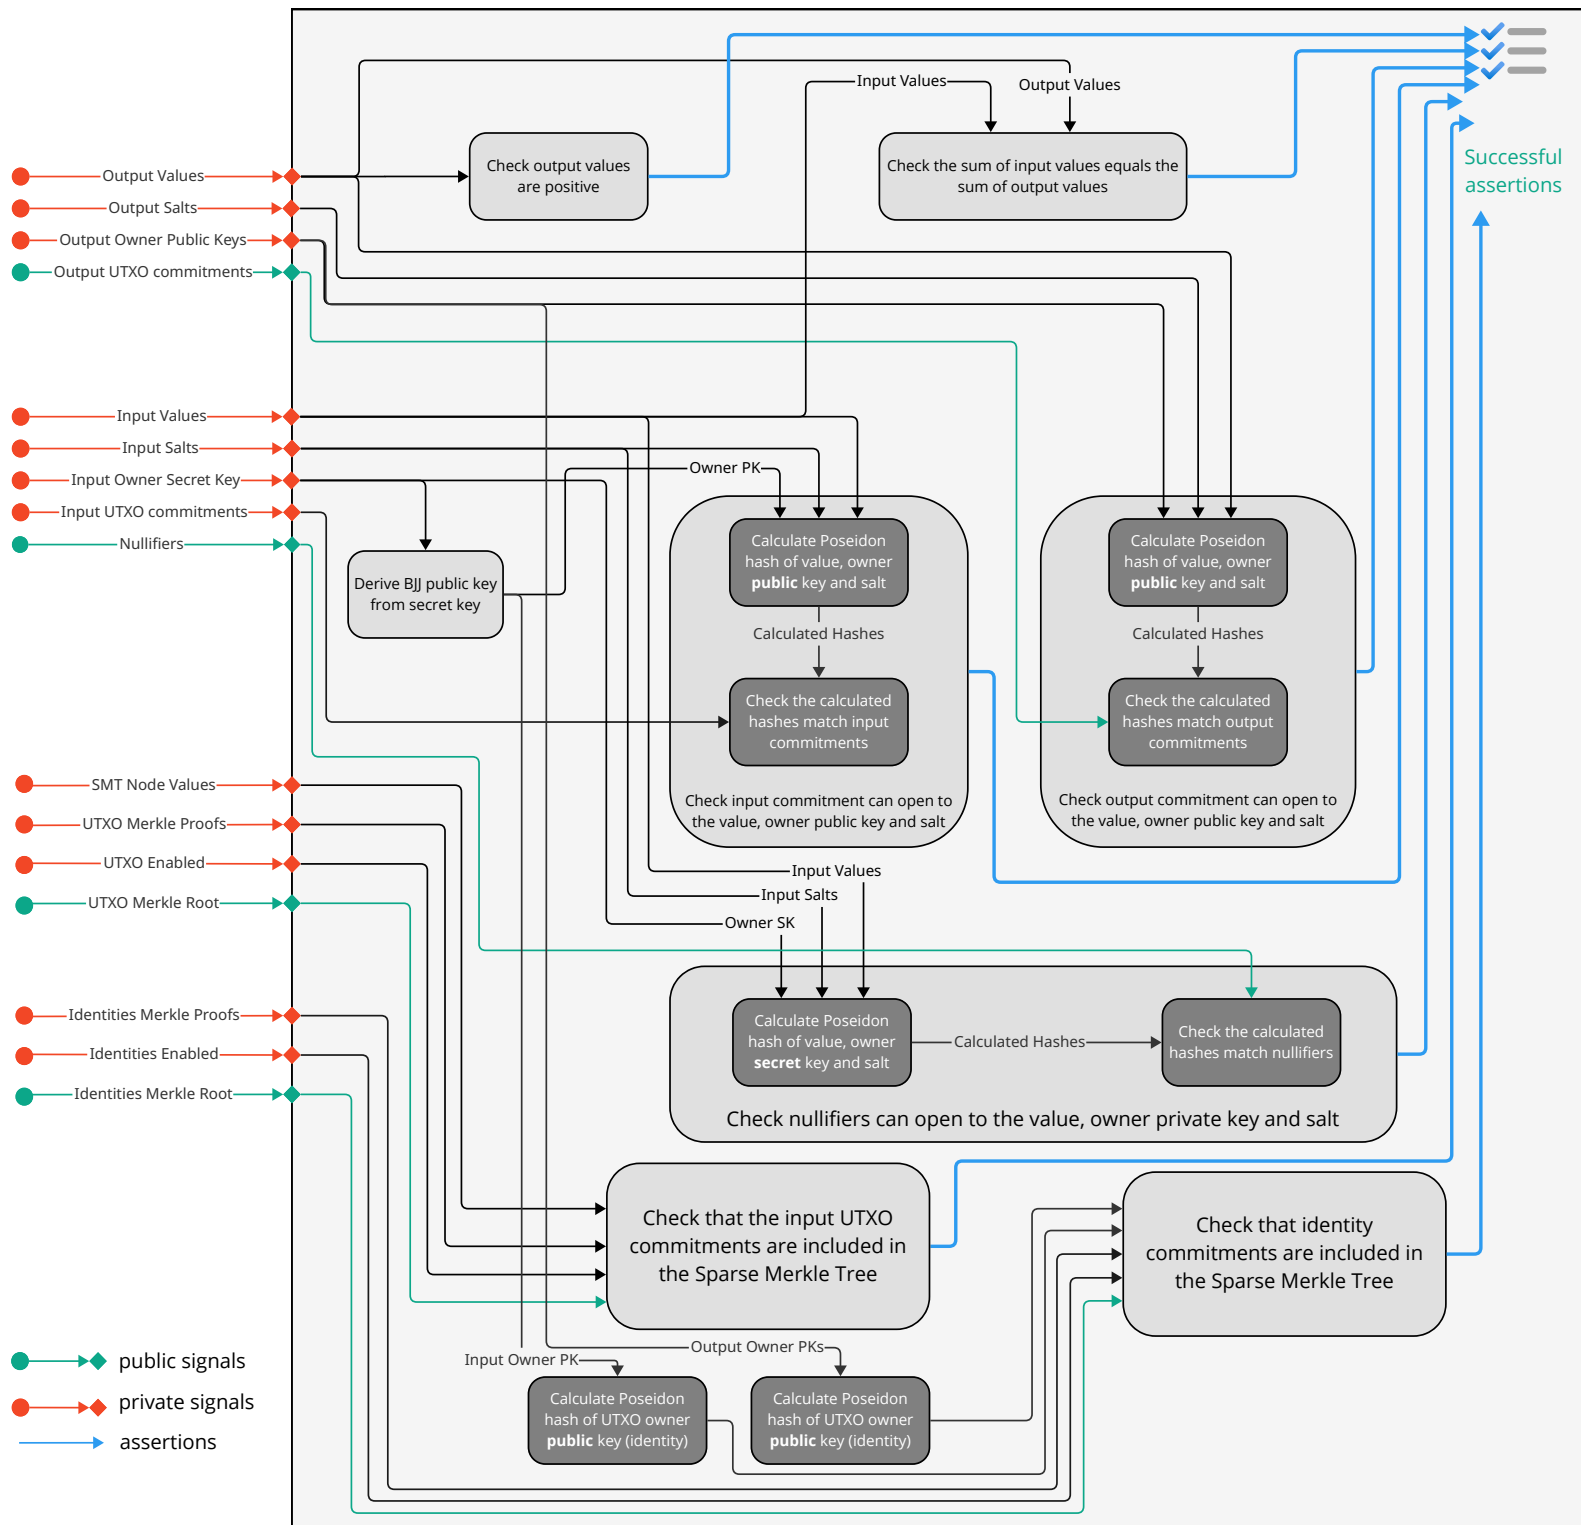 Input Values
Output Values
Check output values
are positive
Check the sum of input values equals the
sum of output values
Successful
assertions
Output Values
Output Salts
Output Owner Public Keys
Output UTXO commitments
Input Values
Input Salts
Input Owner Secret Key
Input UTXO commitments
Nullifiers
Owner PK
Derive BJJ public key
from secret key
Calculate Poseidon
hash of value, owner
public key and salt
Calculated Hashes
Check the calculated
hashes match input
commitments
Check input commitment can open to
the value, owner public key and salt
Calculate Poseidon
hash of value, owner
public key and salt
Calculated Hashes
Check the calculated
hashes match output
commitments
Check output commitment can open to
the value, owner public key and salt
SMT Node Values
UTXO Merkle Proofs
UTXO Enabled
UTXO Merkle Root
Input Values
Input Salts
Owner SK
Identities Merkle Proofs
Identities Enabled
Identities Merkle Root
Calculate Poseidon
hash of value, owner
secret key and salt
Calculated Hashes
Check the calculated
hashes match nullifiers
Check nullifiers can open to the value, owner private key and salt
Check that the input UTXO
commitments are included in
the Sparse Merkle Tree
Check that identity
commitments are included in
the Sparse Merkle Tree
Input Owner PK
Output Owner PKs
Calculate Poseidon
hash of UTXO owner
public key (identity)
Calculate Poseidon
hash of UTXO owner
public key (identity)
public signals
private signals
assertions